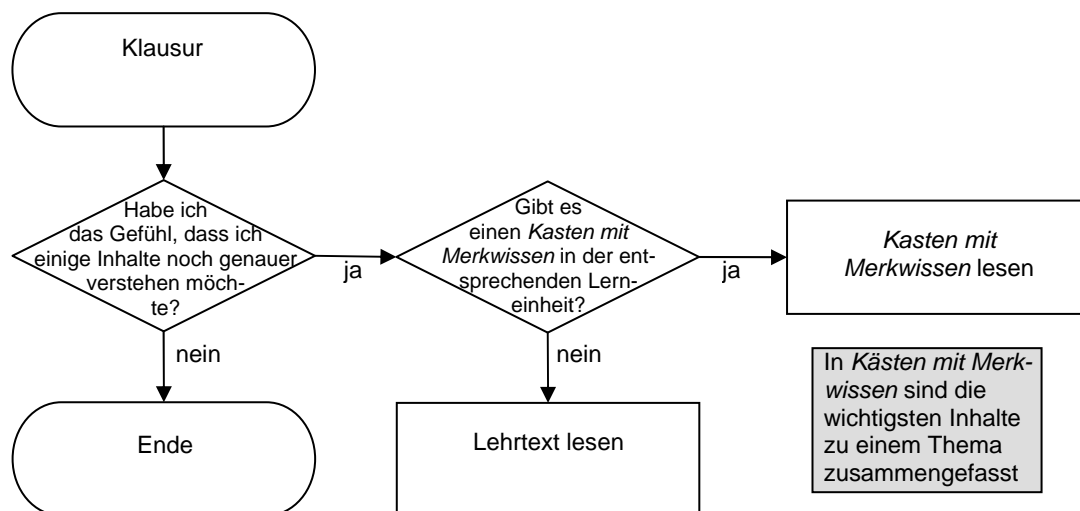 Klausur
Habe ich
das Gefühl, dass ich
einige Inhalte noch genauer
verstehen möch-
te?
ja
nein
Gibt es
einen Kasten mit
Merkwissen in der ent-
sprechenden Lern-
einheit?
ja
nein
Kasten mit
Merkwissen lesen
In Kästen mit Merk-
wissen sind die
wichtigsten Inhalte
zu einem Thema
zusammengefasst
Ende
Lehrtext lesen